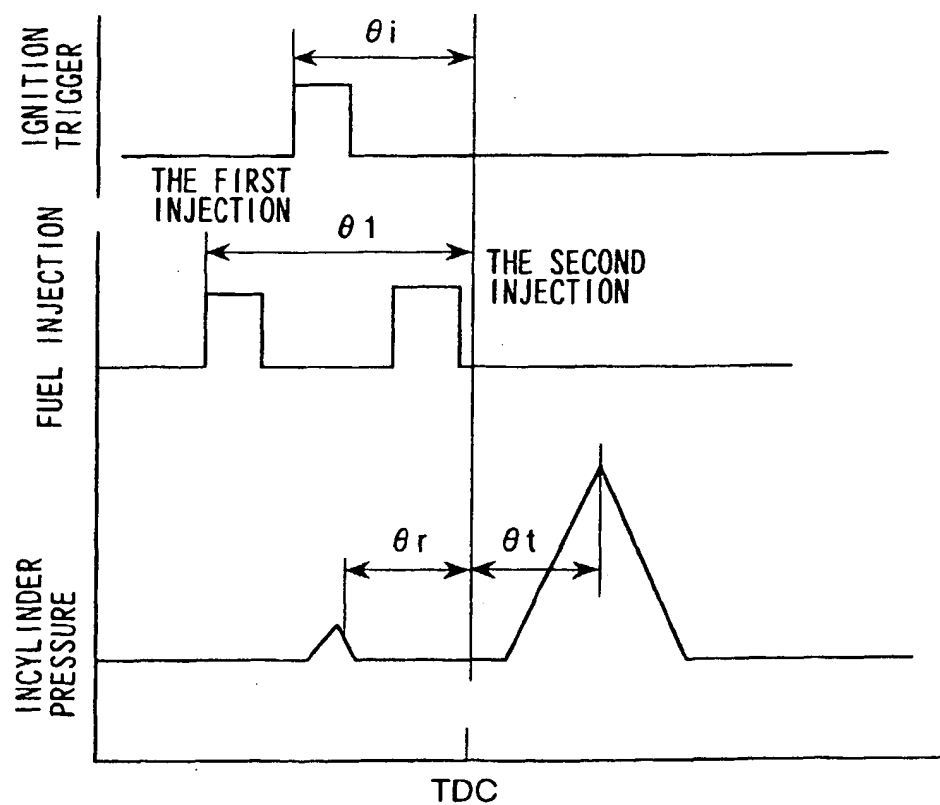 IGNITION
TRIGGER
θi
THE FIRST
INJECTION
θ1
FUEL INJECTION
THE SECOND
INJECTION
θr
θt
INCYLINDER
PRESSURE
TDC